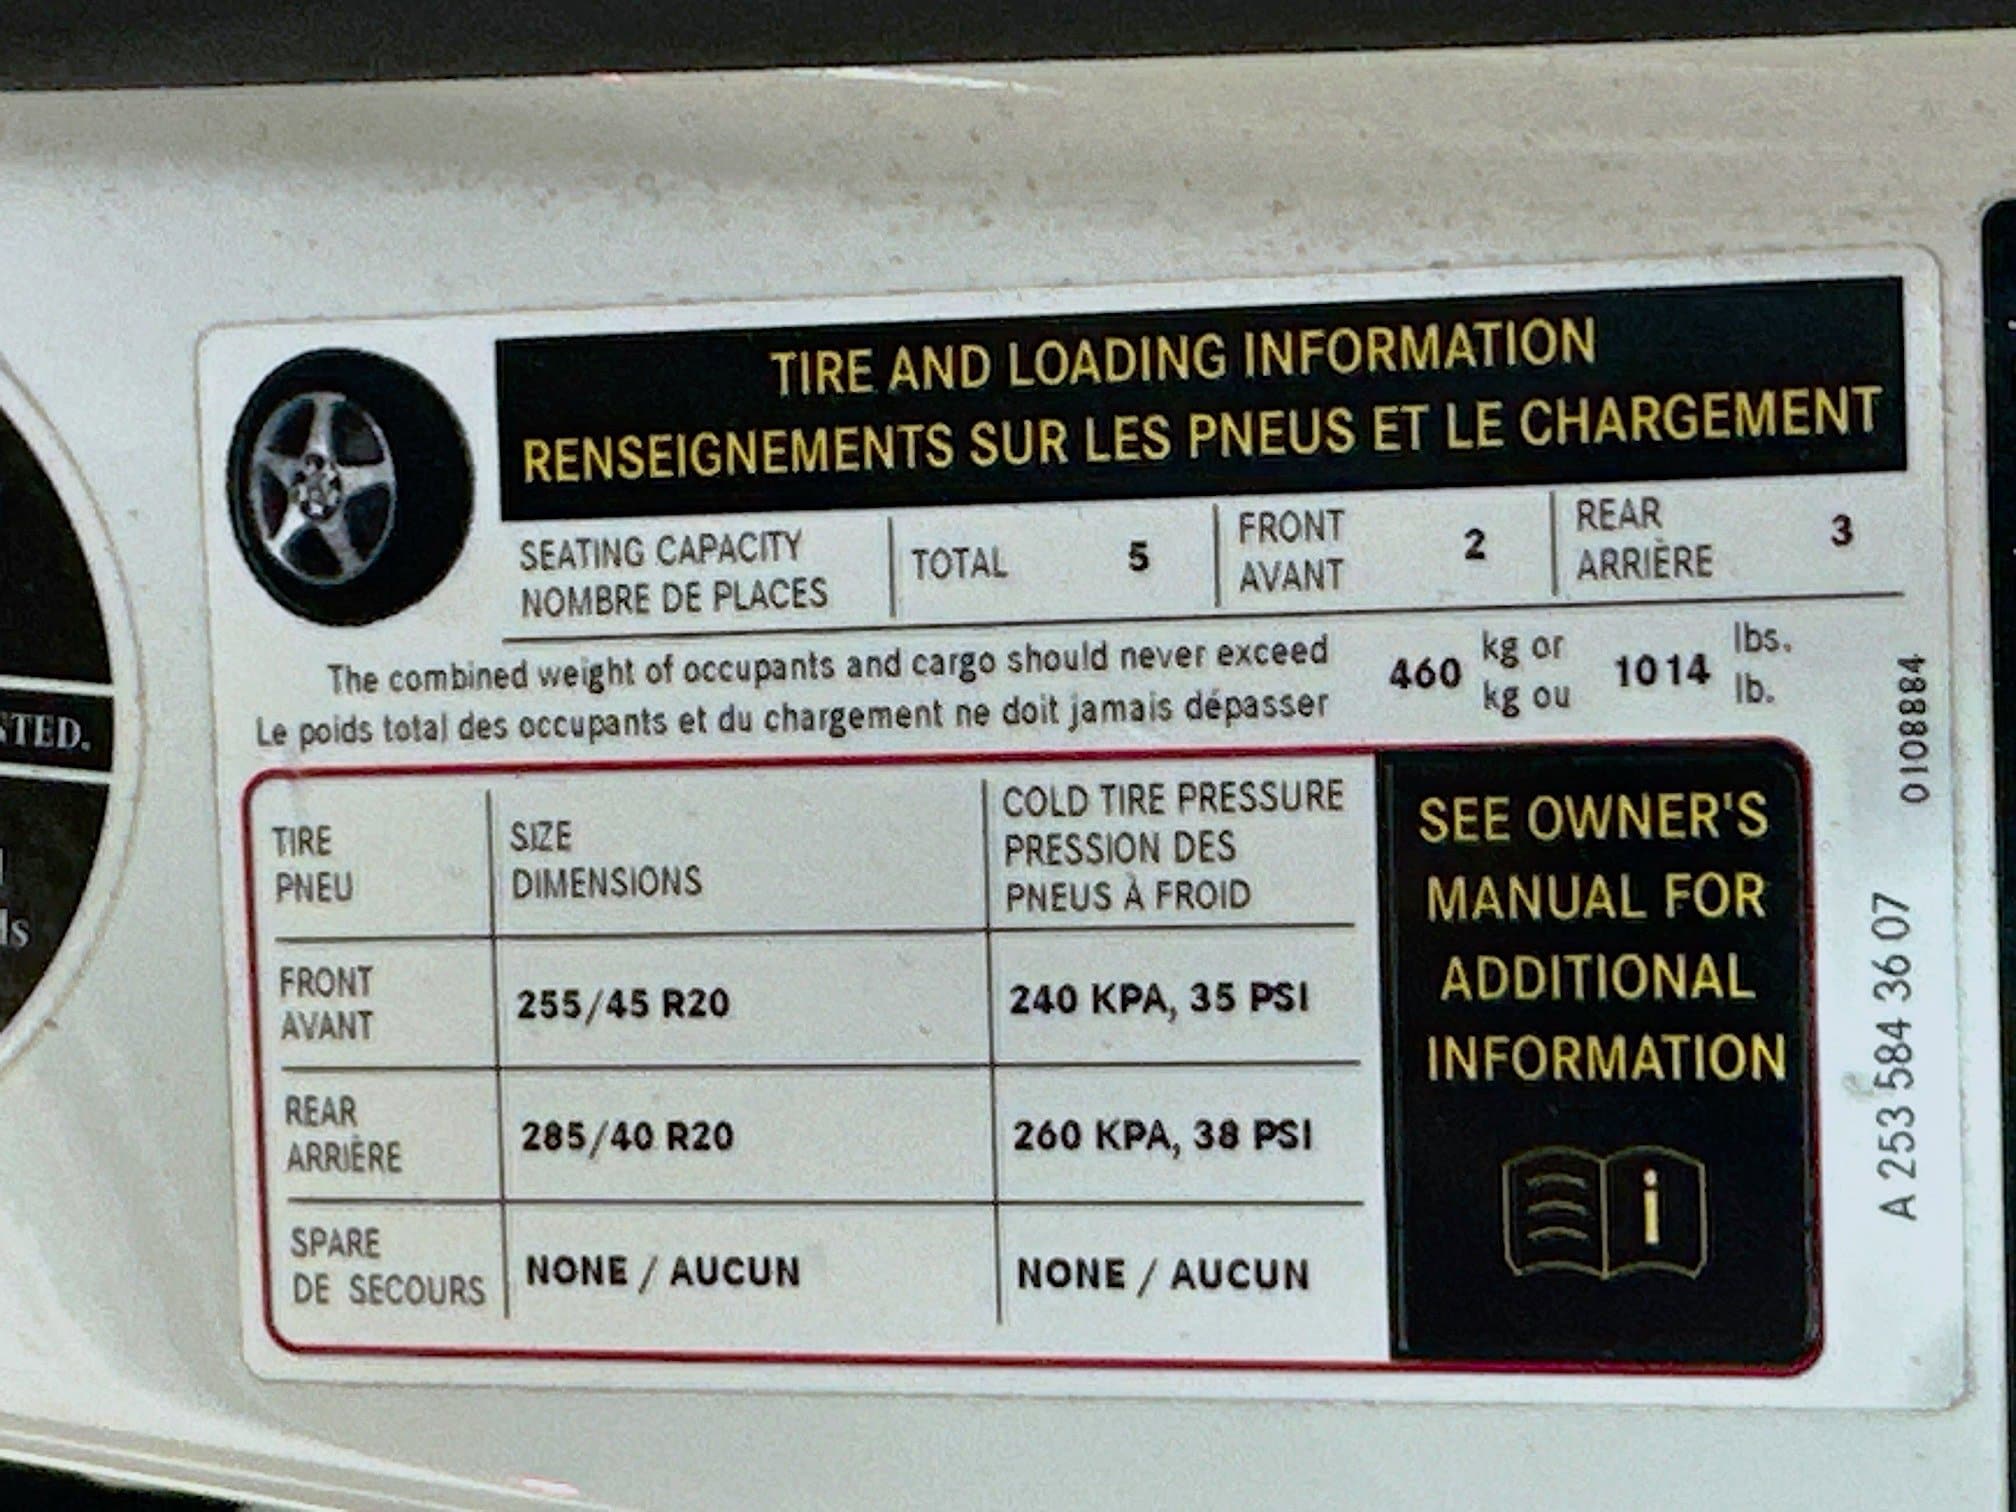 TIRE AND LOADING INFORMATION
RENSEIGNEMENTS SUR LES PNEUS ET LE CHARGEMENT
SEATING CAPACITY
NOMBRE DE PLACES
TOTAL 5
FRONT
AVANT
2
REAR
ARRIÈRE
3
The combined weight of occupants and cargo should never exceed
Le poids total des occupants et du chargement ne doit jamais dépasser
460
kg or
kg ou
1014
lbs.
lb.
TIRE
PNEU
SIZE
DIMENSIONS
COLD TIRE PRESSURE
PRESSION DES
PNEUS À FROID
FRONT
AVANT
255/45 R20
240 KPA, 35 PSI
REAR
ARRIÈRE
285/40 R20
260 KPA, 38 PSI
SPARE
DE SECOURS
NONE / AUCUN
NONE / AUCUN
SEE OWNER'S
MANUAL FOR
ADDITIONAL
INFORMATION
i
0108884
A 253 584 36 07